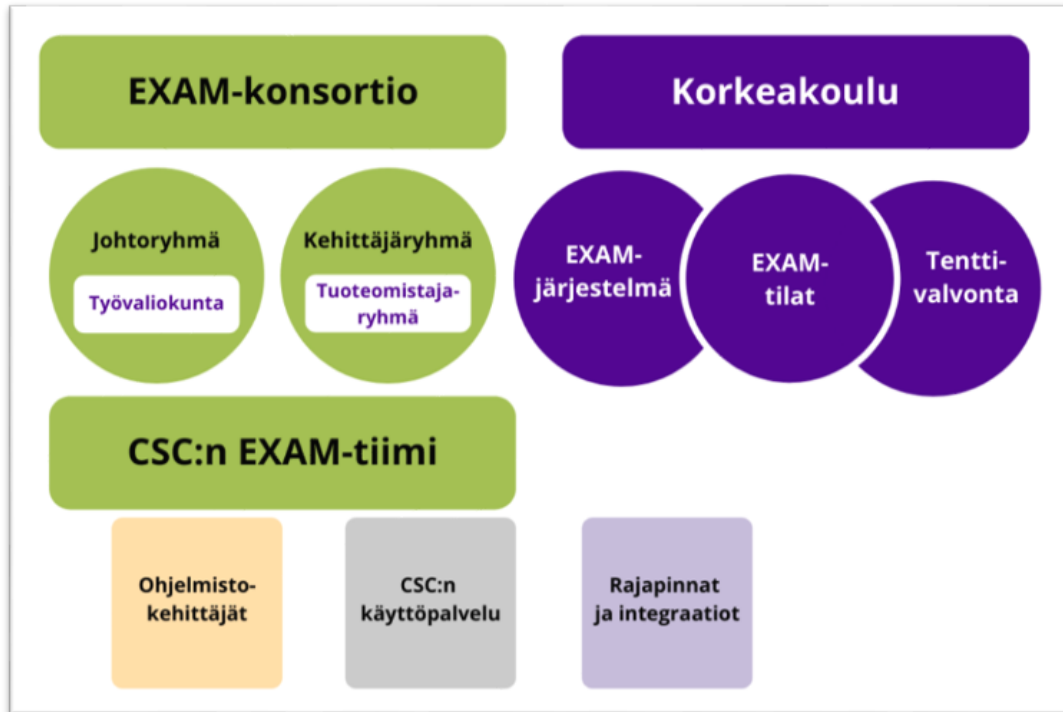 EXAM-konsortio
Korkeakoulu
Johtoryhmä
Työvaliokunta
Kehittäjäryhmä
Tuoteomistaja-
ryhmä
EXAM-
järjestelmä
EXAM-
tilat
Tentti-
valvonta
CSC:n EXAM-tiimi
Ohjelmisto-
kehittäjät
CSC:n
käyttöpalvelu
Rajapinnat
ja integraatiot